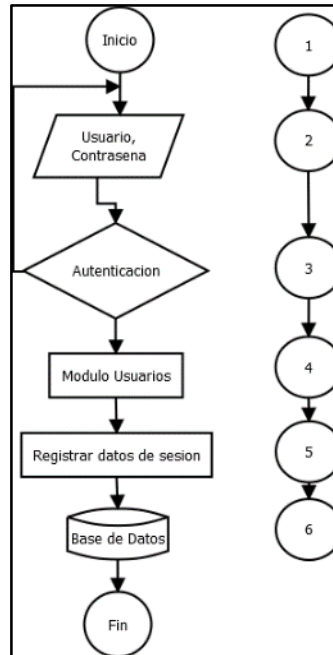 Inicio
Usuario,
Contrasena
Autenticacion
Modulo Usuarios
Registrar datos de sesion
Base de Datos
Fin
1
2
3
4
5
6